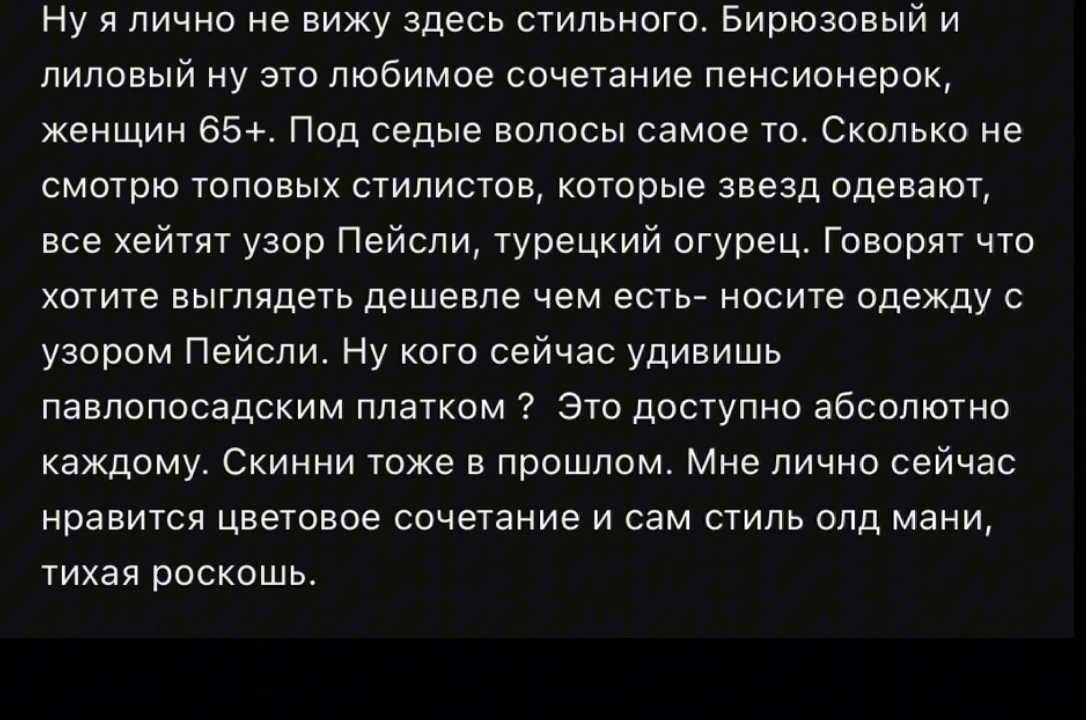 Ну я лично не вижу здесь стильного. Бирюзовый и
лиловый ну это любимое сочетание пенсионерок,
женщин 65+. Под седые волосы самое то. Сколько не
смотрю топовых стилистов, которые звезд одевают,
все хейтят узор Пейсли, турецкий огурец. Говорят что
хотите выглядеть дешевле чем есть- носите одежду с
узором Пейсли. Ну кого сейчас удивишь
павлопосадским платком ?  Это доступно абсолютно
каждому. Скинни тоже в прошлом. Мне лично сейчас
нравится цветовое сочетание и сам стиль олд мани,
тихая роскошь.